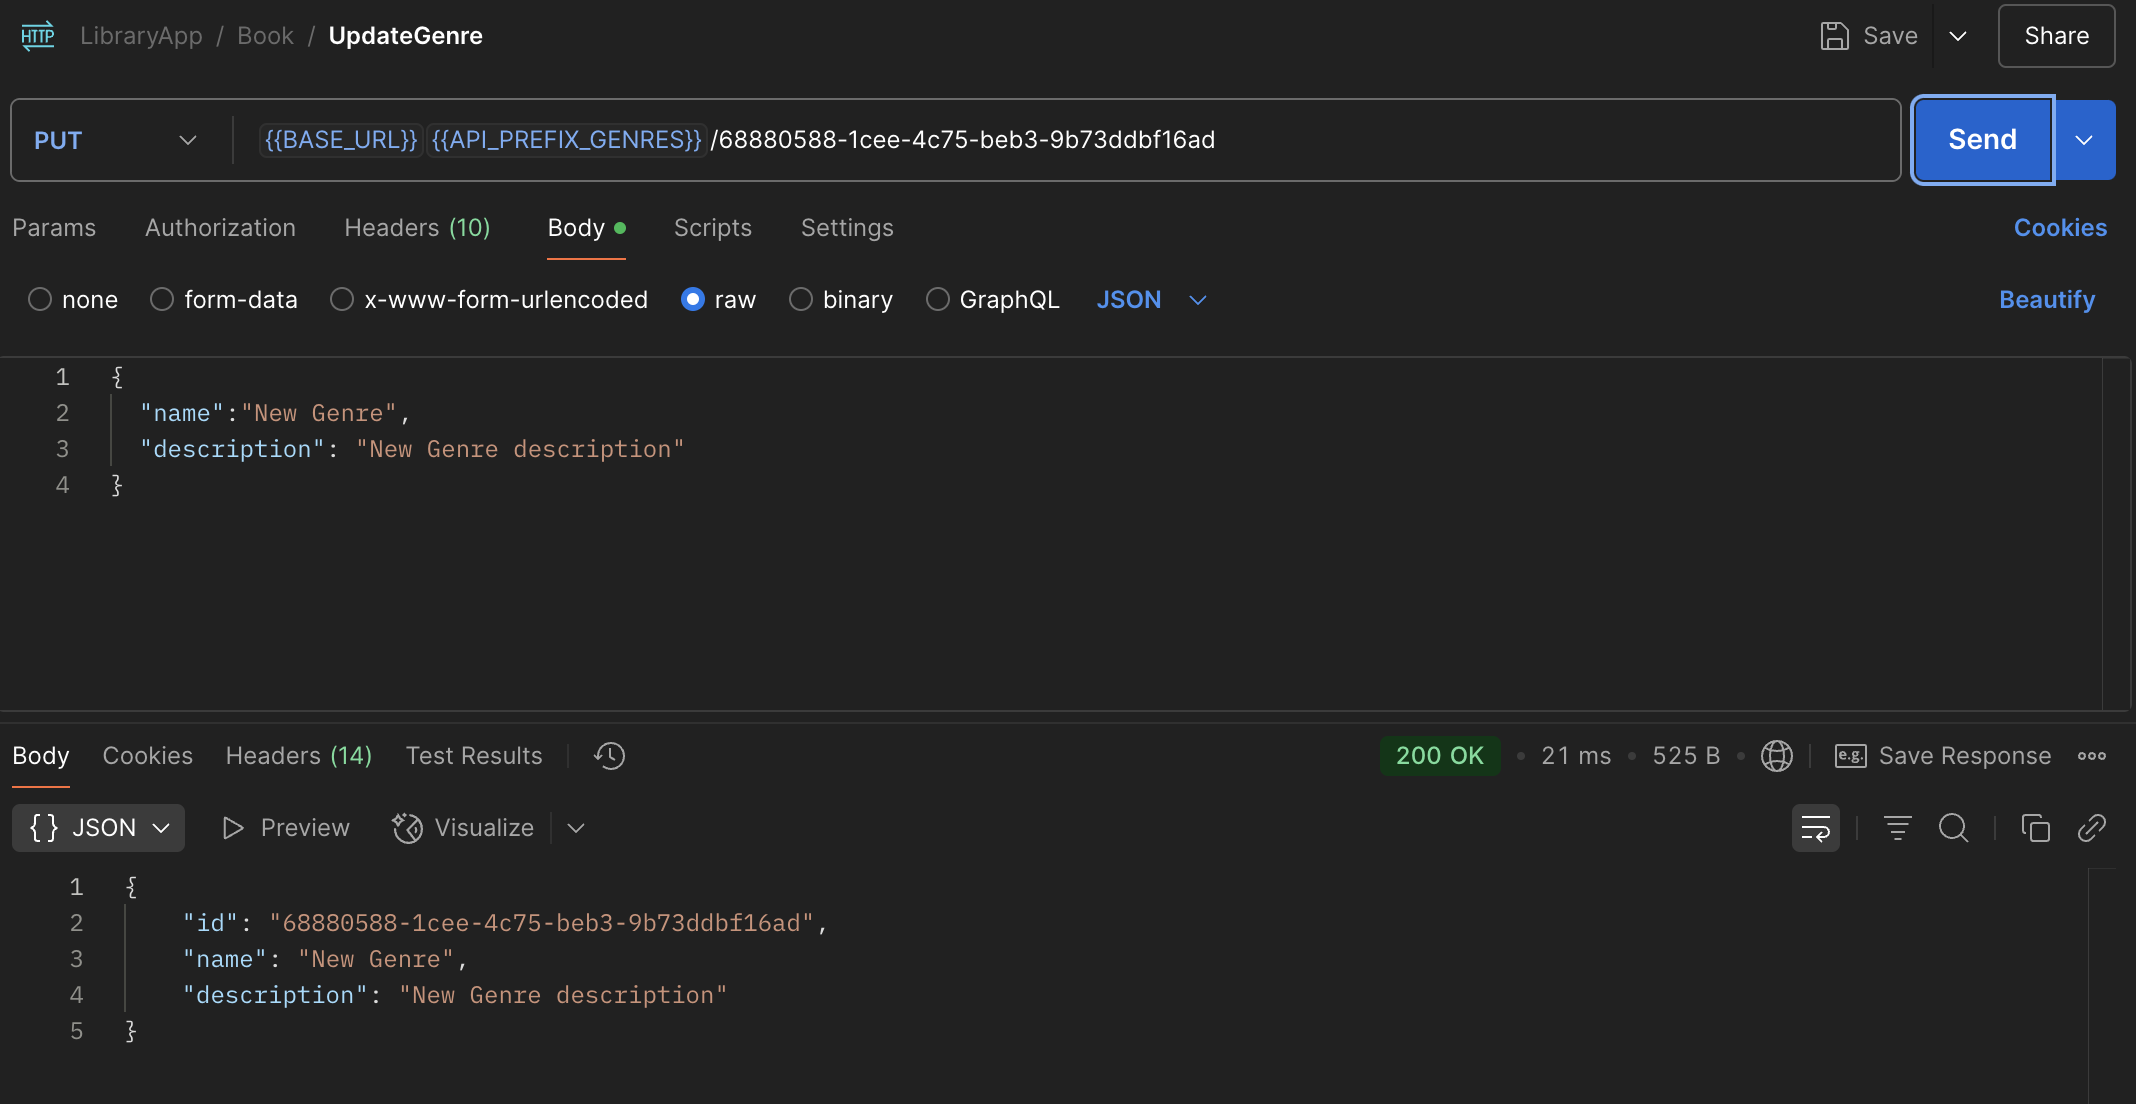 HTTP LibraryApp / Book / UpdateGenre Save Share
PUT {{BASE_URL}} {{API_PREFIX_GENRES}} /68880588-1cee-4c75-beb3-9b73ddbf16ad Send
Params Authorization Headers (10) Body Scripts Settings Cookies
none form-data x-www-form-urlencoded raw binary GraphQL JSON Beautify
1 {
2 "name":"New Genre",
3 "description": "New Genre description"
4 }
Body Cookies Headers (14) Test Results 200 OK • 21 ms • 525 B • e.g. Save Response
{} JSON Preview Visualize
1 {
2 "id": "68880588-1cee-4c75-beb3-9b73ddbf16ad",
3 "name": "New Genre",
4 "description": "New Genre description"
5 }